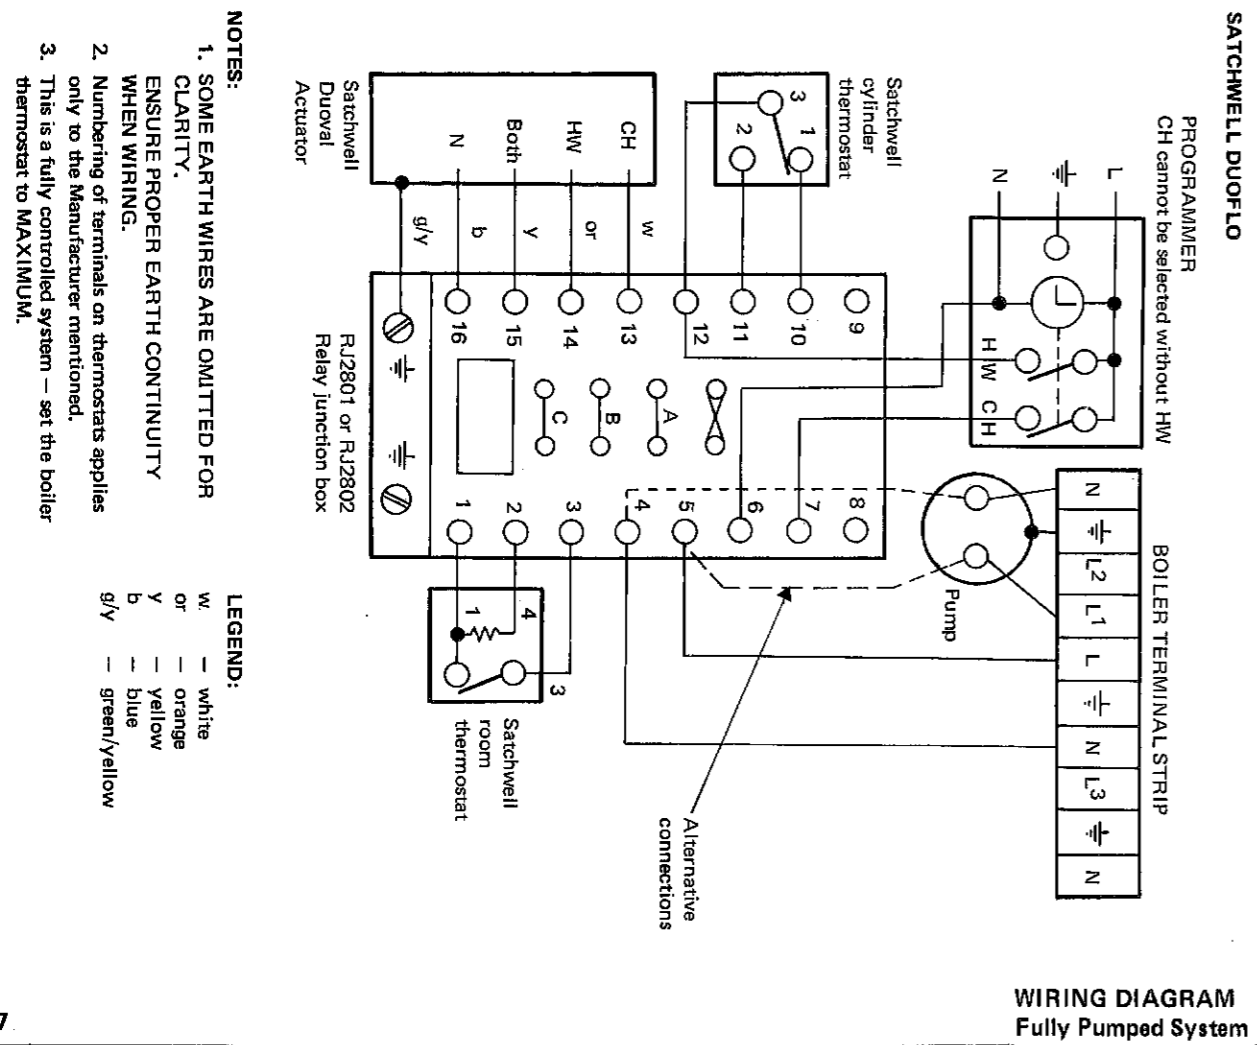 SATCHWELL DUOFLO
PROGRAMMER
CH cannot be selected without HW
L
N
HW
CH
Satchwell
cylinder
thermostat
3
1
2
Satchwell
Duoval
Actuator
CH
HW
Both
N
w
or
y
b
g/y
9
10
11
12
13
14
15
16
A
B
C
8
7
6
5
4
3
2
1
RJ2801 or RJ2802
Relay junction box
Pump
BOILER TERMINAL STRIP
N
L2
L1
L
N
L3
N
4
1
3
Satchwell
room
thermostat
Alternative
connections
NOTES:
1. SOME EARTH WIRES ARE OMITTED FOR
CLARITY.
ENSURE PROPER EARTH CONTINUITY
WHEN WIRING.
2. Numbering of terminals on thermostats applies
only to the Manufacturer mentioned.
3. This is a fully controlled system — set the boiler
thermostat to MAXIMUM.
LEGEND:
w. — white
or — orange
y — yellow
b — blue
g/y — green/yellow
WIRING DIAGRAM
Fully Pumped System
7